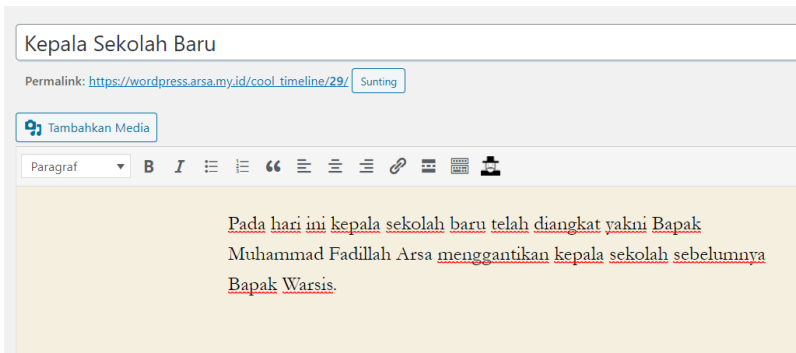 Kepala Sekolah Baru
Permalink: https://wordpress.arsa.my.id/cool_timeline/29/ Sunting
Tambahkan Media
Paragraf B I
Pada hari ini kepala sekolah baru telah diangkat yakni Bapak
Muhammad Fadillah Arsa menggantikan kepala sekolah sebelumnya
Bapak Warsis.